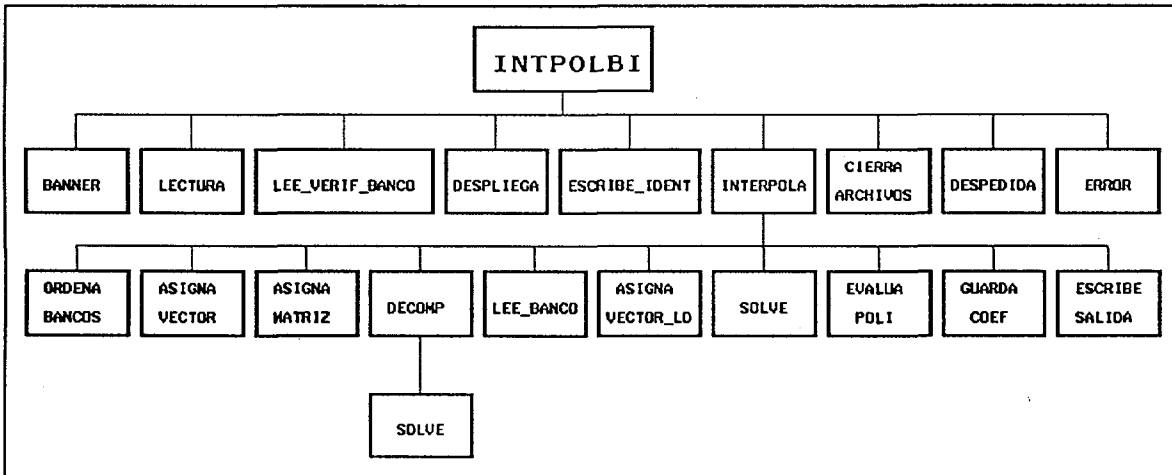 INTPOLBI
BANNER
LECTURA
LEE_VERIF_BANCO
DESPLIEGA
ESCRIBE_IDENT
INTERPOLA
CIERRA
ARCHIVOS
DESPEDIDA
ERROR
ORDENA
BANCOS
ASIGNA
VECTOR
ASIGNA
MATRIZ
DECOMP
LEE_BANCO
ASIGNA
VECTOR_LD
SOLVE
EVALUA
POLI
GUARDA
COEF
ESCRIBE
SALIDA
SOLVE